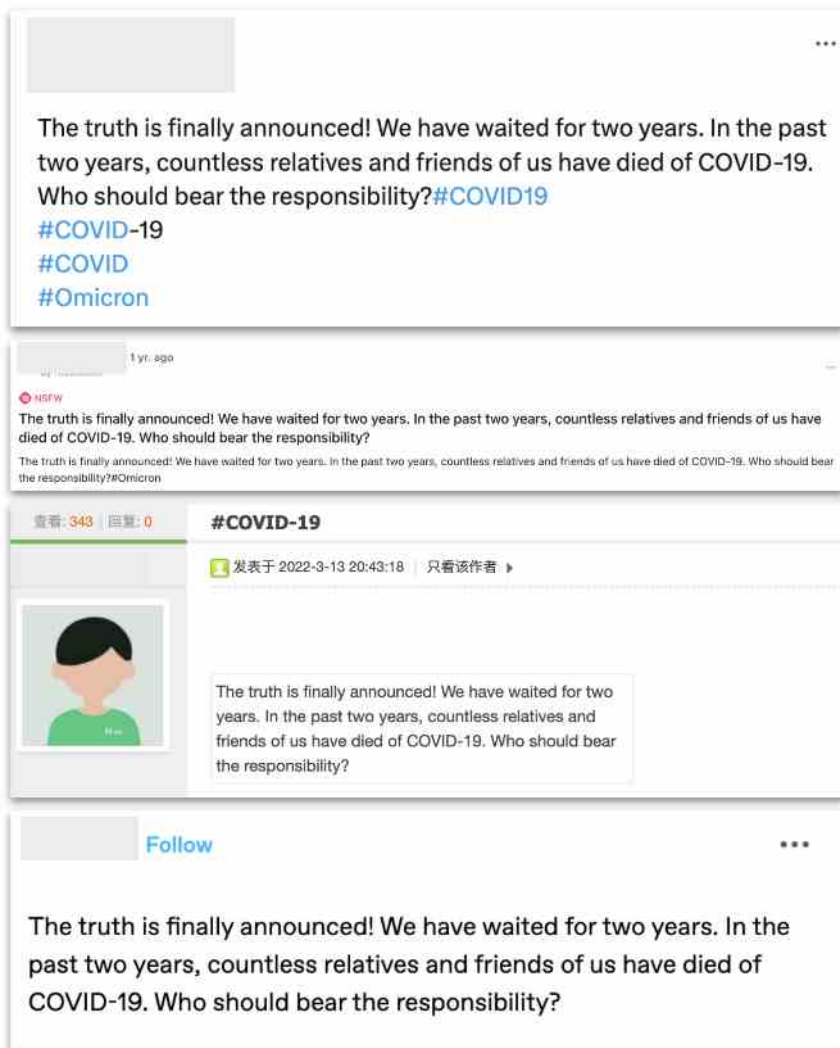 The truth is finally announced! We have waited for two years. In the past
two years, countless relatives and friends of us have died of COVID-19.
Who should bear the responsibility?#COVID19
#COVID-19
#COVID
#Omicron
1 yr. ago
NSFW
The truth is finally announced! We have waited for two years. In the past two years, countless relatives and friends of us have
died of COVID-19. Who should bear the responsibility?
The truth is finally announced! We have waited for two years. In the past two years, countless relatives and friends of us have died of COVID-19. Who should bear
the responsibility?#Omicron
查看: 343 | 回复: 0
#COVID-19
发表于 2022-3-13 20:43:18 | 只看该作者
The truth is finally announced! We have waited for two
years. In the past two years, countless relatives and
friends of us have died of COVID-19. Who should bear
the responsibility?
Follow
The truth is finally announced! We have waited for two years. In the
past two years, countless relatives and friends of us have died of
COVID-19. Who should bear the responsibility?